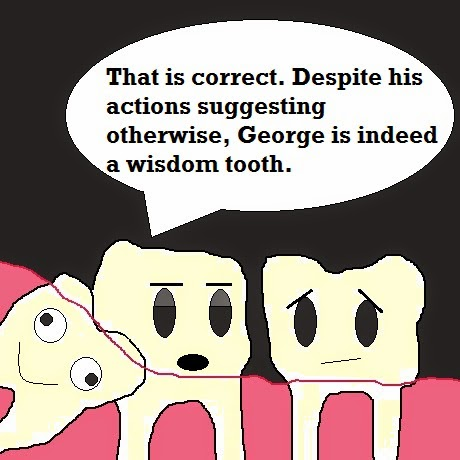 That is correct. Despite his
actions suggesting
otherwise, George is indeed
a wisdom tooth.